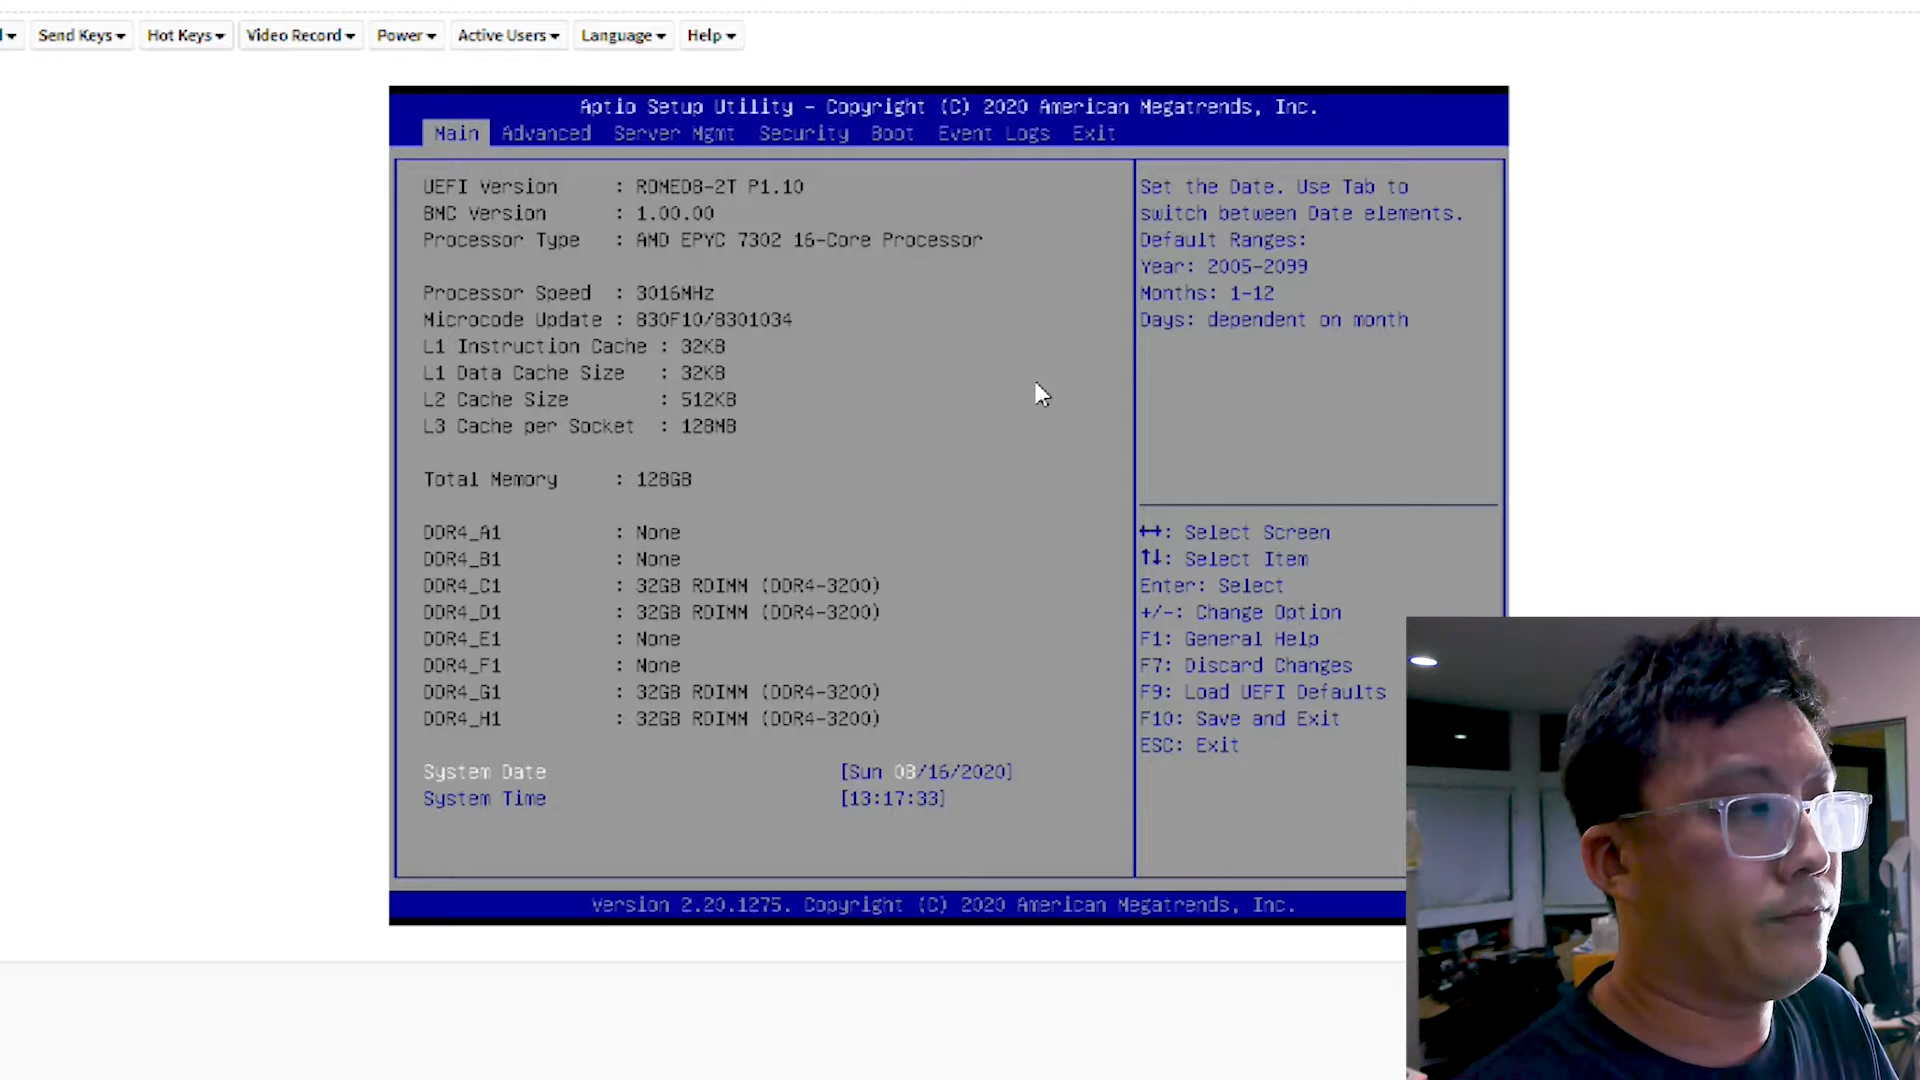 Send Keys Hot Keys Video Record Power Active Users Language Help
Aptio Setup Utility - Copyright (C) 2020 American Megatrends, Inc.
Main Advanced Server Mgmt Security Boot Event Logs Exit
UEFI Version : ROMED8-2T P1.10
BMC Version : 1.00.00
Processor Type : AMD EPYC 7302 16-Core Processor
Processor Speed : 3016MHz
Microcode Update : 830F10/8301034
L1 Instruction Cache : 32KB
L1 Data Cache Size : 32KB
L2 Cache Size : 512KB
L3 Cache per Socket : 128MB
Total Memory : 128GB
DDR4_A1 : None
DDR4_B1 : None
DDR4_C1 : 32GB RDIMM (DDR4-3200)
DDR4_D1 : 32GB RDIMM (DDR4-3200)
DDR4_E1 : None
DDR4_F1 : None
DDR4_G1 : 32GB RDIMM (DDR4-3200)
DDR4_H1 : 32GB RDIMM (DDR4-3200)
System Date [Sun 08/16/2020]
System Time [13:17:33]
Set the Date. Use Tab to
switch between Date elements.
Default Ranges:
Year: 2005-2099
Months: 1-12
Days: dependent on month
↔: Select Screen
↑↓: Select Item
Enter: Select
+/-: Change Option
F1: General Help
F7: Discard Changes
F9: Load UEFI Defaults
F10: Save and Exit
ESC: Exit
Version 2.20.1275. Copyright (C) 2020 American Megatrends, Inc.